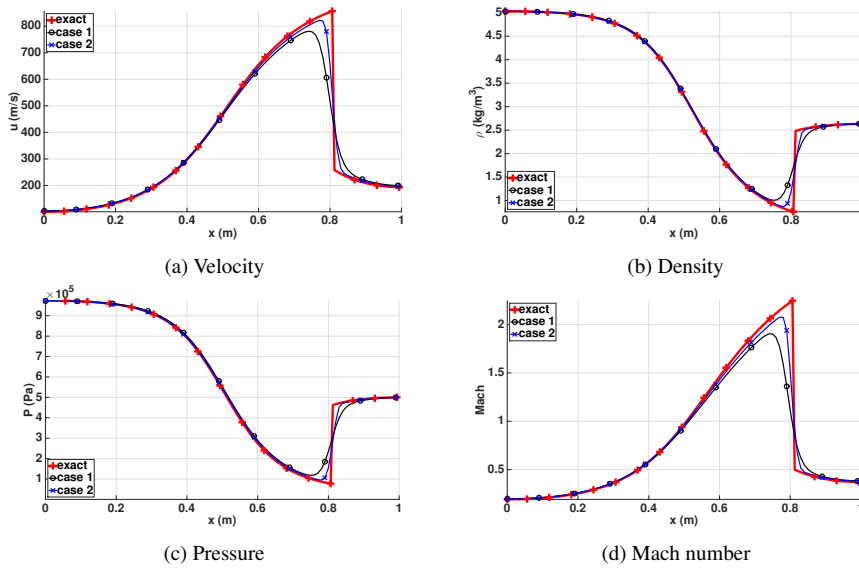 800
700
600
500
400
300
200
u (m/s)
exact
case 1
case 2
0
0.2
0.4
0.6
0.8
1
x (m)
(a) Velocity
5
4.5
4
3.5
3
2.5
2
1.5
1
ρ (kg/m³)
exact
case 1
case 2
0
0.2
0.4
0.6
0.8
x (m)
(b) Density
× 10⁵
9
8
7
6
5
4
3
2
1
P (Pa)
exact
case 1
case 2
0
0.2
0.4
0.6
0.8
1
x (m)
(c) Pressure
2
1.5
1
0.5
Mach
exact
case 1
case 2
0
0.2
0.4
0.6
0.8
1
x (m)
(d) Mach number